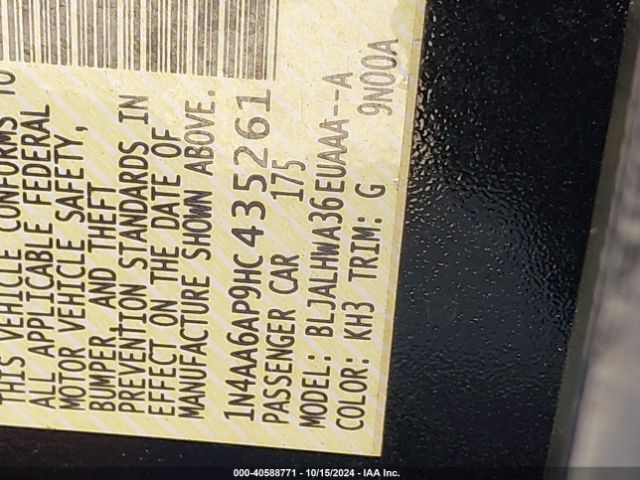 THIS VEHICLE CONFORMS TO
ALL APPLICABLE FEDERAL
MOTOR VEHICLE SAFETY,
BUMPER, AND THEFT
PREVENTION STANDARDS IN
EFFECT ON THE DATE OF
MANUFACTURE SHOWN ABOVE.
1N4AA6AP9HC435261
PASSENGER CAR 175
MODEL: BLJALHWA36EUAAA--A
COLOR: KH3 TRIM: G 9N00A
000-40588771 - 10/15/2024 - IAA Inc.